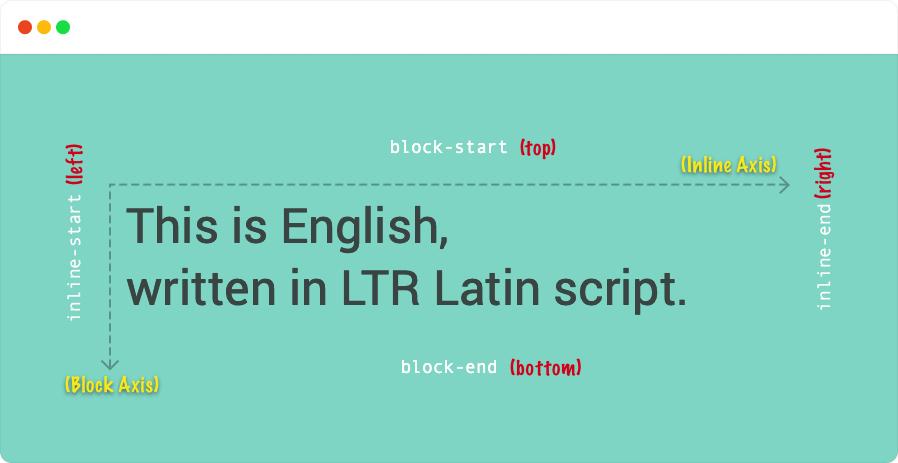 block-start (top)
(Inline Axis)
inline-start (left)
This is English,
written in LTR Latin script.
inline-end (right)
block-end (bottom)
(Block Axis)